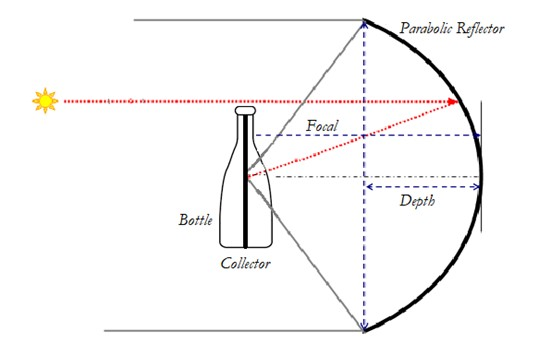 Parabolic Reflector
Focal
Depth
Bottle
Collector